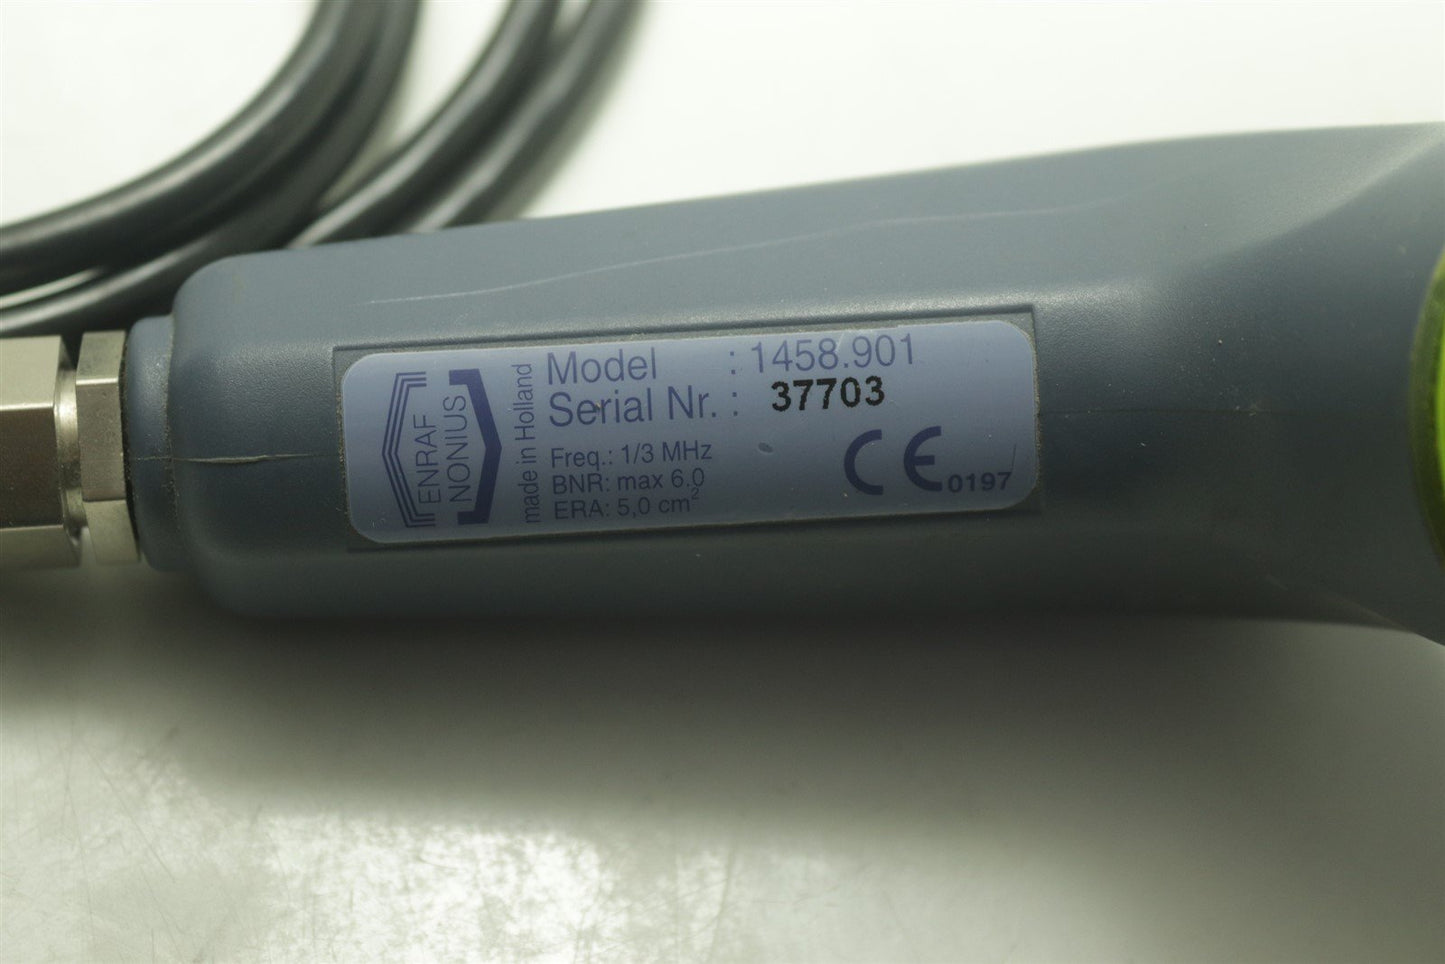 ENRAF
NONIUS
made in Holland
Model : 1458.901
Serial Nr. : 37703
Freq.: 1/3 MHz
BNR: max 6.0
ERA: 5,0 cm²
CE 0197